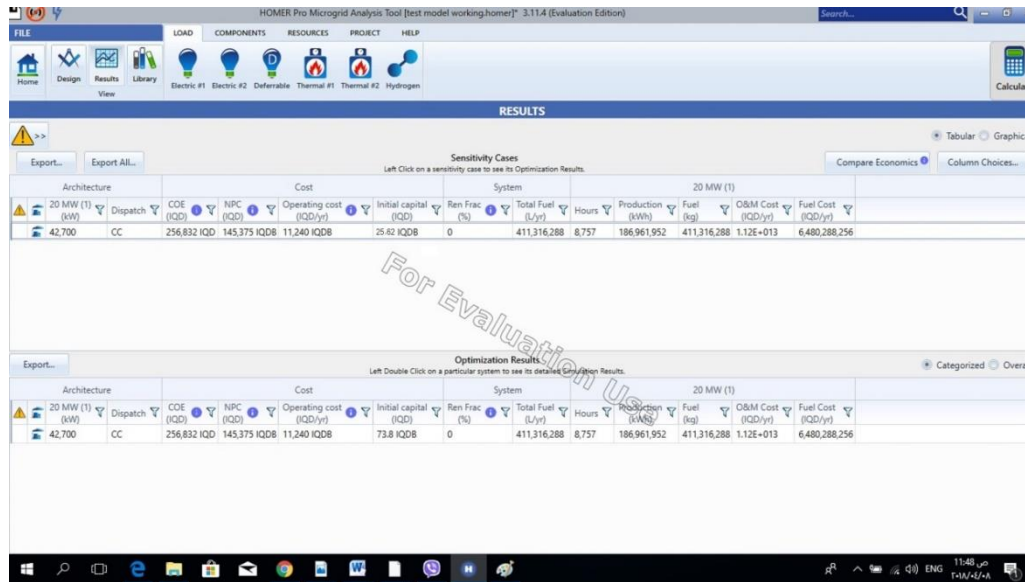 HOMER Pro Microgrid Analysis Tool [test model working.homer]* 3.11.4 (Evaluation Edition)
Search...
FILE
LOAD COMPONENTS RESOURCES PROJECT HELP
Home
Design Results Library
View
Electric #1 Electric #2 Deferrable Thermal #1 Thermal #2 Hydrogen
Calcula
RESULTS
>>
Tabular Graphic
Export... Export All...
Sensitivity Cases
Left Click on a sensitivity case to see its Optimization Results.
Compare Economics Column Choices...
Architecture Cost System 20 MW (1)
20 MW (1) (kW) Dispatch COE (IQD) NPC (IQD) Operating cost (IQD/yr) Initial capital (IQD) Ren Frac (%) Total Fuel (L/yr) Hours Production (kWh) Fuel (kg) O&M Cost (IQD/yr) Fuel Cost (IQD/yr)
42,700 CC 256,832 IQD 145,375 IQDB 11,240 IQDB 25.62 IQDB 0 411,316,288 8,757 186,961,952 411,316,288 1.12E+013 6,480,288,256
For Evaluation Use
Export...
Optimization Results
Left Double Click on a particular system to see its detailed Simulation Results.
Categorized Overa
Architecture Cost System 20 MW (1)
20 MW (1) (kW) Dispatch COE (IQD) NPC (IQD) Operating cost (IQD/yr) Initial capital (IQD) Ren Frac (%) Total Fuel (L/yr) Hours Production (kWh) Fuel (kg) O&M Cost (IQD/yr) Fuel Cost (IQD/yr)
42,700 CC 256,832 IQD 145,375 IQDB 11,240 IQDB 73.8 IQDB 0 411,316,288 8,757 186,961,952 411,316,288 1.12E+013 6,480,288,256
ENG
11:48 ص
٢٠١٨/٠٤/٠٨